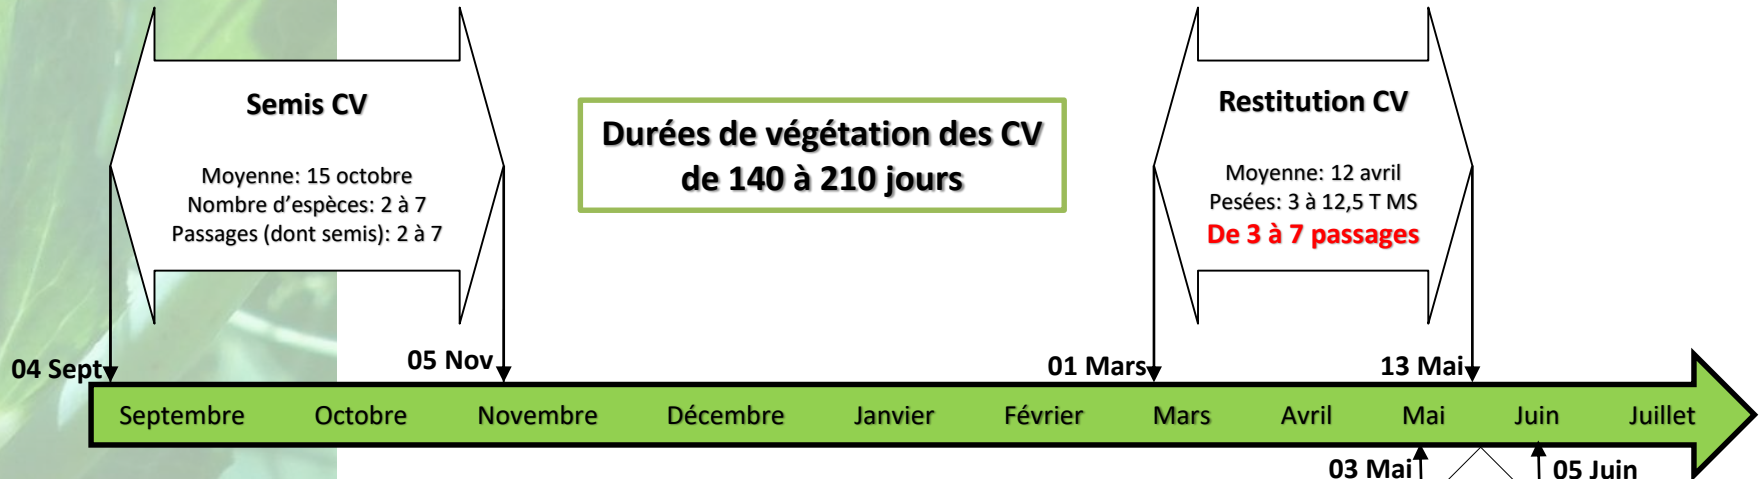 Semis CV
Moyenne: 15 octobre
Nombre d'espèces: 2 à 7
Passages (dont semis): 2 à 7
Durées de végétation des CV
de 140 à 210 jours
Restitution CV
Moyenne: 12 avril
Pesées: 3 à 12,5 T MS
De 3 à 7 passages
04 Sept
05 Nov
01 Mars
13 Mai
Septembre Octobre Novembre Décembre Janvier Février Mars Avril Mai Juin Juillet
03 Mai
05 Juin